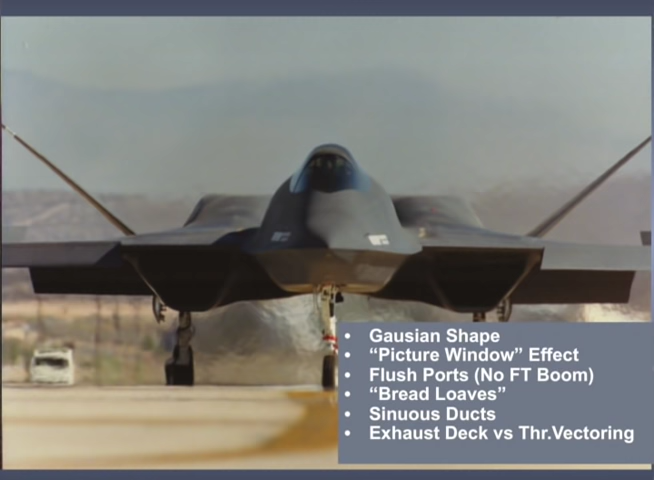 • Gausian Shape
• “Picture Window” Effect
• Flush Ports (No FT Boom)
• “Bread Loaves”
• Sinuous Ducts
• Exhaust Deck vs Thr.Vectoring